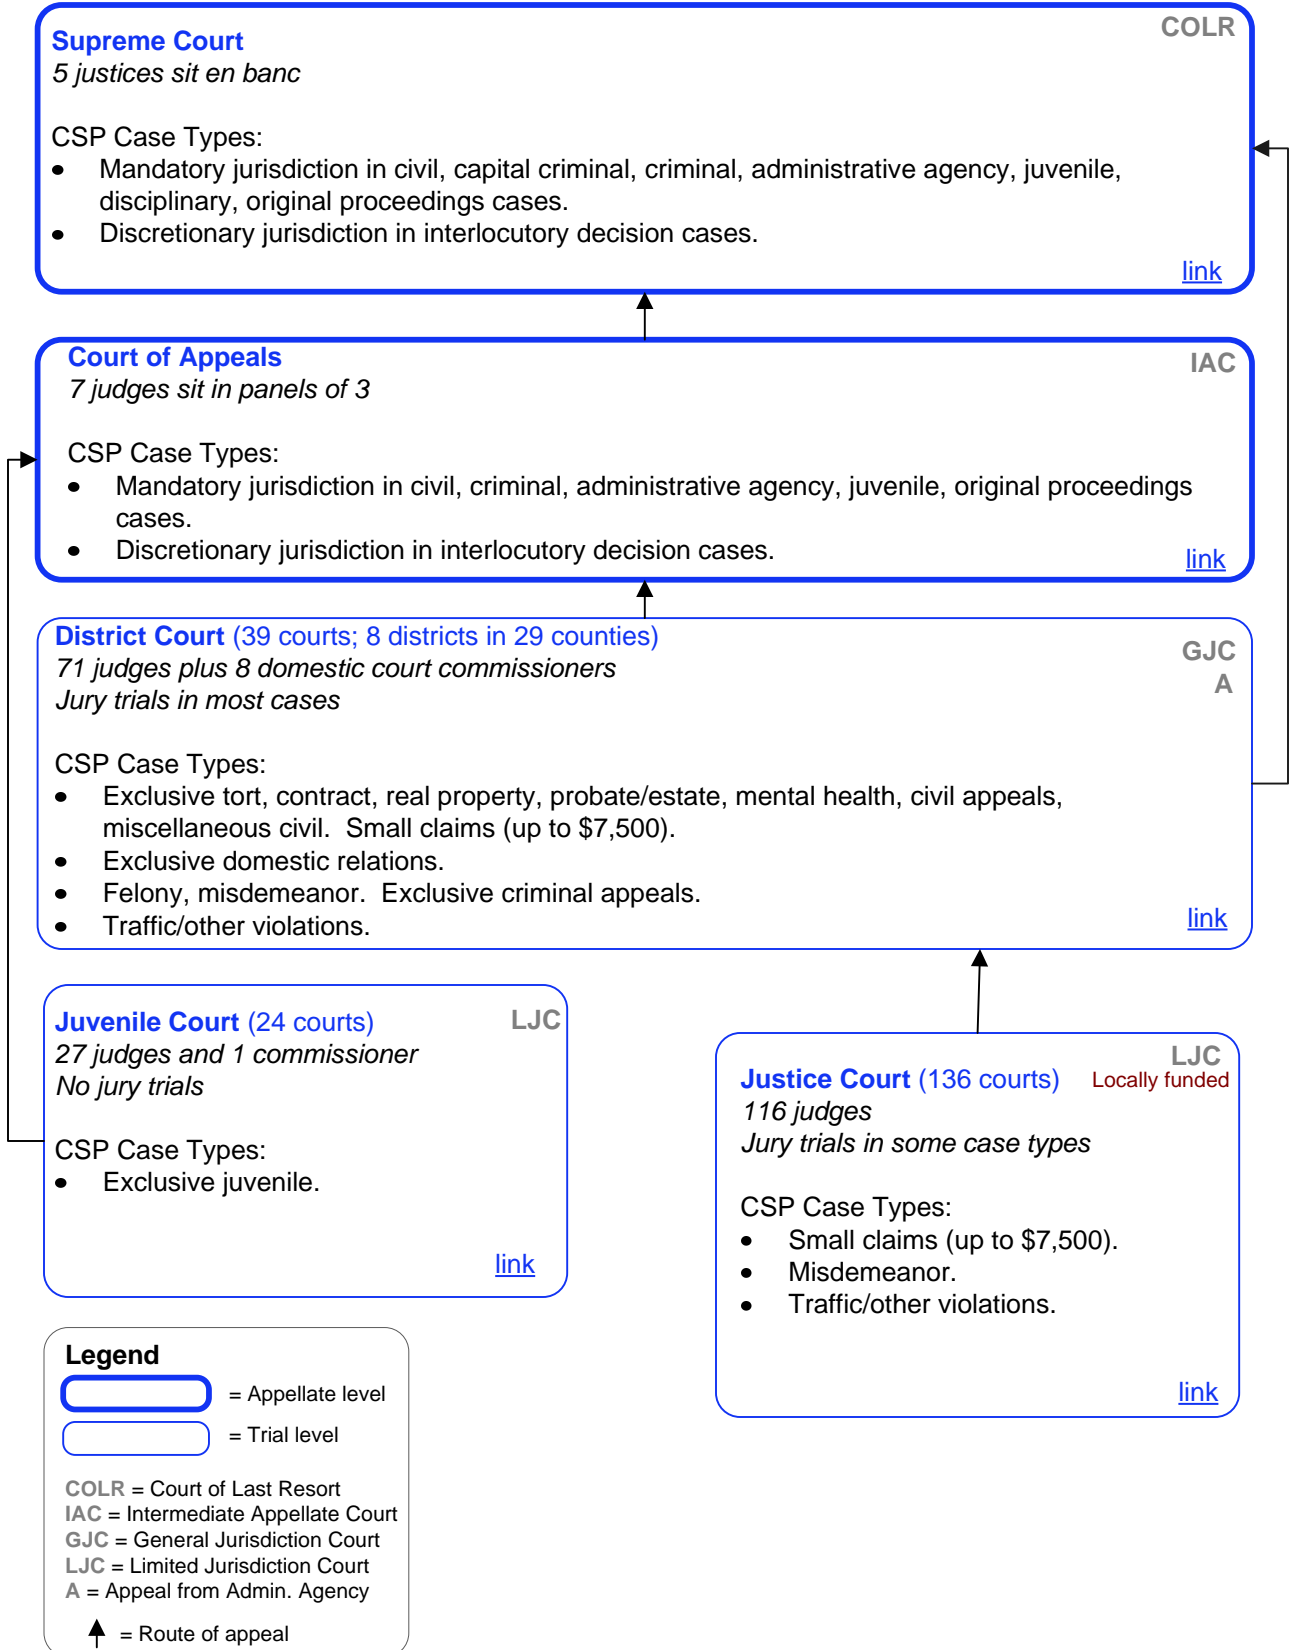 COLR
Supreme Court
5 justices sit en banc
CSP Case Types:
• Mandatory jurisdiction in civil, capital criminal, criminal, administrative agency, juvenile,
disciplinary, original proceedings cases.
• Discretionary jurisdiction in interlocutory decision cases.
link
Court of Appeals
IAC
7 judges sit in panels of 3
CSP Case Types:
• Mandatory jurisdiction in civil, criminal, administrative agency, juvenile, original proceedings
cases.
• Discretionary jurisdiction in interlocutory decision cases.
link
District Court (39 courts; 8 districts in 29 counties)
GJC
A
71 judges plus 8 domestic court commissioners
Jury trials in most cases
CSP Case Types:
• Exclusive tort, contract, real property, probate/estate, mental health, civil appeals,
miscellaneous civil.  Small claims (up to $7,500).
• Exclusive domestic relations.
• Felony, misdemeanor.  Exclusive criminal appeals.
• Traffic/other violations.
link
Juvenile Court (24 courts)
LJC
27 judges and 1 commissioner
No jury trials
CSP Case Types:
• Exclusive juvenile.
link
LJC
Justice Court (136 courts)
Locally funded
116 judges
Jury trials in some case types
CSP Case Types:
• Small claims (up to $7,500).
• Misdemeanor.
• Traffic/other violations.
link
Legend
= Appellate level
= Trial level
COLR = Court of Last Resort
IAC = Intermediate Appellate Court
GJC = General Jurisdiction Court
LJC = Limited Jurisdiction Court
A = Appeal from Admin. Agency
= Route of appeal